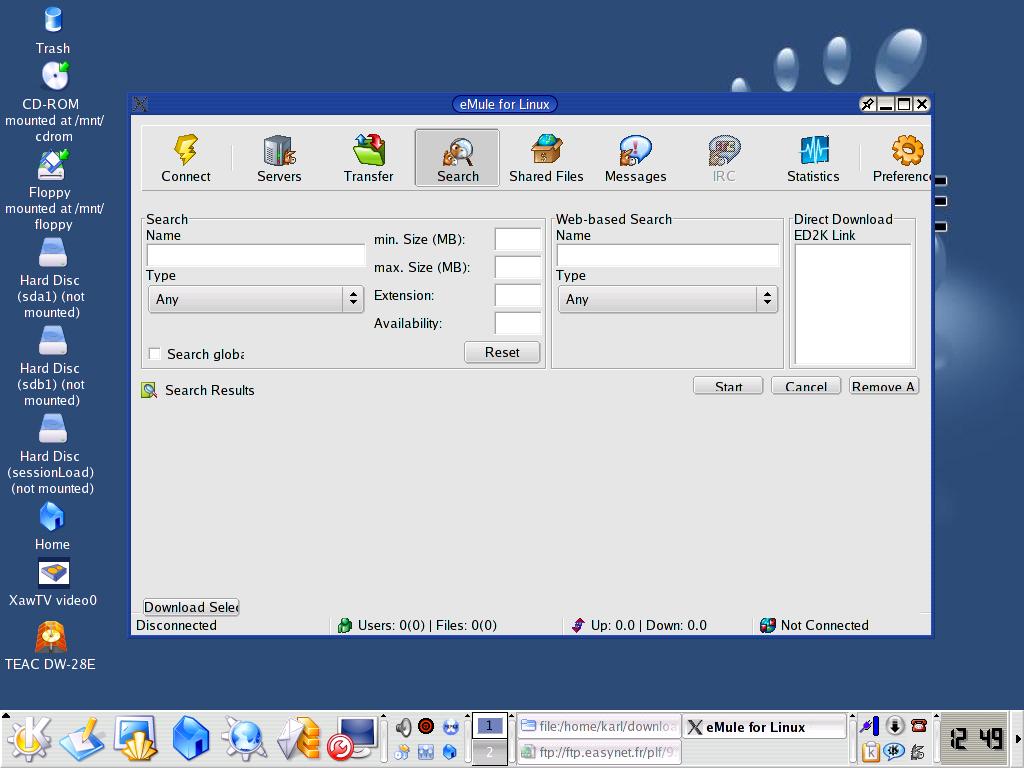 Trash
CD-ROM
mounted at /mnt/
cdrom
Floppy
mounted at /mnt/
floppy
Hard Disc
(sda1) (not
mounted)
Hard Disc
(sdb1) (not
mounted)
Hard Disc
(sessionLoad)
(not mounted)
Home
XawTV video0
TEAC DW-28E
eMule for Linux
Connect
Servers
Transfer
Search
Shared Files
Messages
IRC
Statistics
Preferenc
Search
Name
Type
Any
Search globa
min. Size (MB):
max. Size (MB):
Extension:
Availability:
Reset
Web-based Search
Name
Type
Any
Direct Download
ED2K Link
Search Results
Start
Cancel
Remove A
Download Selec
Disconnected
Users: 0(0) | Files: 0(0)
Up: 0.0 | Down: 0.0
Not Connected
1
2
file:/home/karl/downloa
ftp://ftp.easynet.fr/plf/9
eMule for Linux
12 49